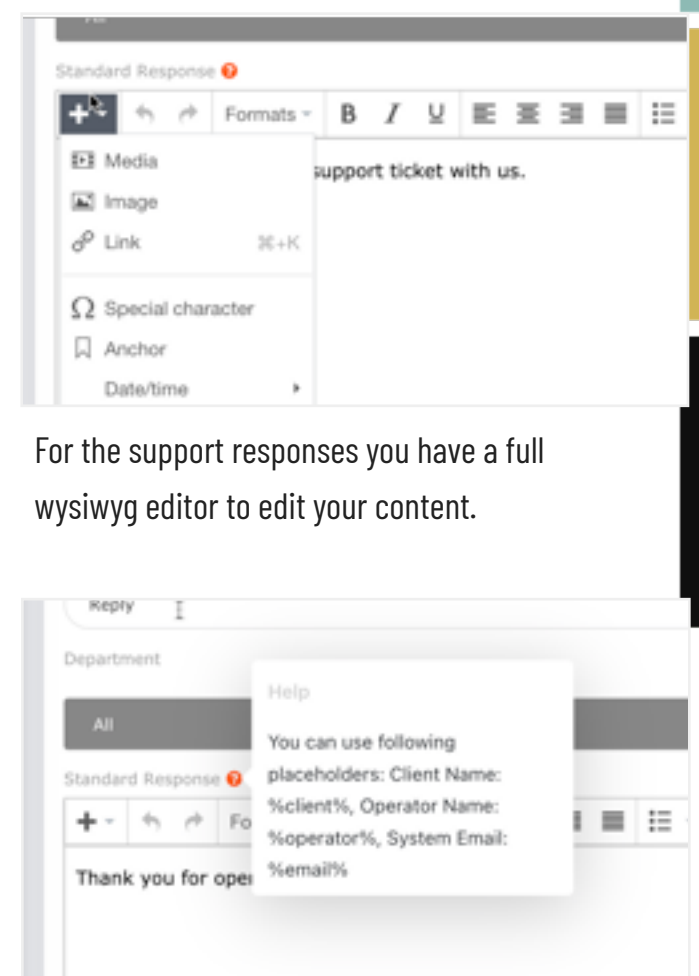 All
Standard Response ?
+ Formats B I U
Media
support ticket with us.
Image
Link ⌘+K
Ω Special character
Anchor
Date/time
For the support responses you have a full
wysiwyg editor to edit your content.
Reply
Department
Help
All
You can use following
placeholders: Client Name:
Standard Response ?
%client%, Operator Name:
+ Fo
%operator%, System Email:
%email%
Thank you for oper